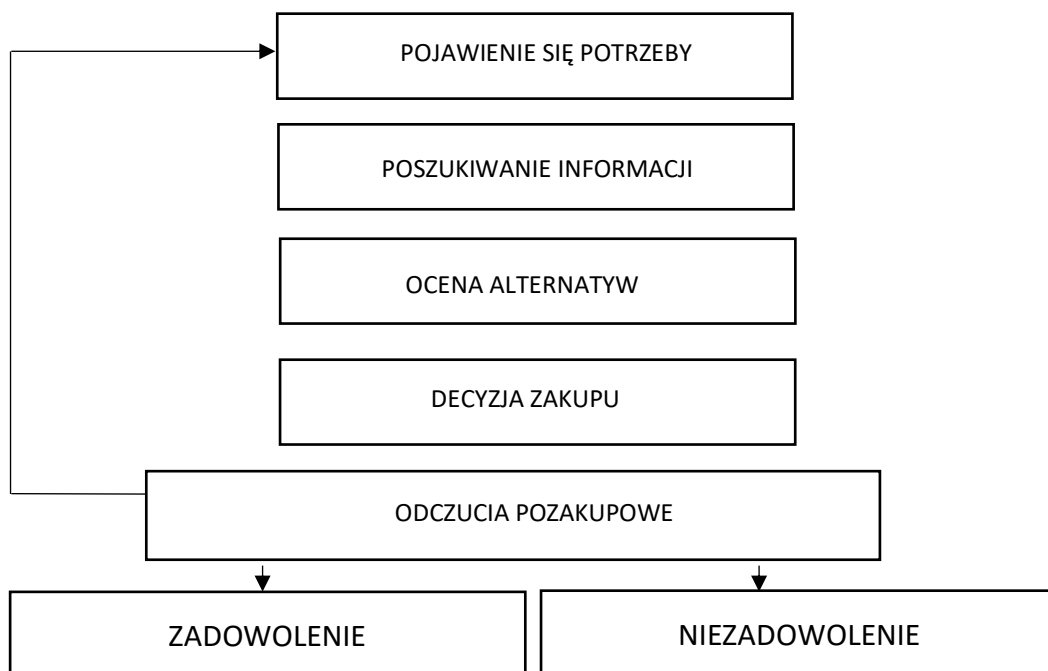 POJAWIENIE SIĘ POTRZEBY
POSZUKIWANIE INFORMACJI
OCENA ALTERNATYW
DECYZJA ZAKUPU
ODCZUCIA POZAKUPOWE
ZADOWOLENIE
NIEZADOWOLENIE